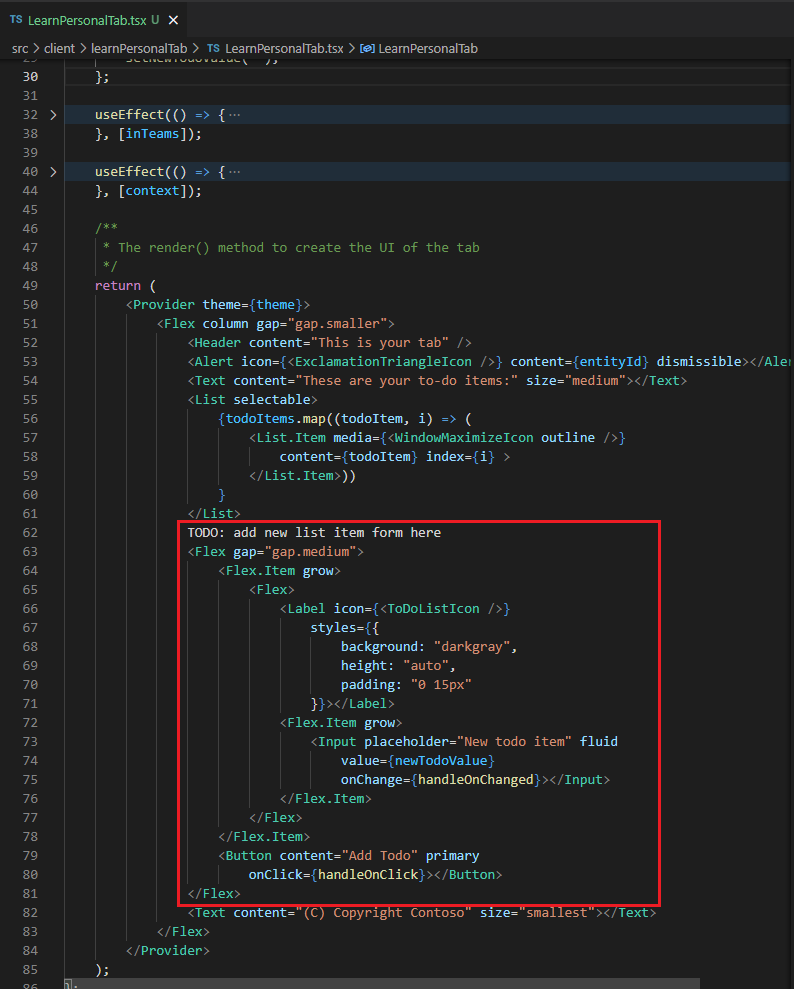 TS LearnPersonalTab.tsx U ✕
src > client > learnPersonalTab > TS LearnPersonalTab.tsx > LearnPersonalTab
29 setNewTodoValue("");
30 };
31
32 > useEffect(() => { ⋯
38 }, [inTeams]);
39
40 > useEffect(() => { ⋯
44 }, [context]);
45
46 /**
47 * The render() method to create the UI of the tab
48 */
49 return (
50 <Provider theme={theme}>
51 <Flex column gap="gap.smaller">
52 <Header content="This is your tab" />
53 <Alert icon={<ExclamationTriangleIcon />} content={entityId} dismissible></Aler
54 <Text content="These are your to-do items:" size="medium"></Text>
55 <List selectable>
56 {todoItems.map((todoItem, i) => (
57 <List.Item media={<WindowMaximizeIcon outline />}
58 content={todoItem} index={i} >
59 </List.Item>))
60 }
61 </List>
62 TODO: add new list item form here
63 <Flex gap="gap.medium">
64 <Flex.Item grow>
65 <Flex>
66 <Label icon={<ToDoListIcon />}
67 styles={{
68 background: "darkgray",
69 height: "auto",
70 padding: "0 15px"
71 }}></Label>
72 <Flex.Item grow>
73 <Input placeholder="New todo item" fluid
74 value={newTodoValue}
75 onChange={handleOnChanged}></Input>
76 </Flex.Item>
77 </Flex>
78 </Flex.Item>
79 <Button content="Add Todo" primary
80 onClick={handleOnClick}></Button>
81 </Flex>
82 <Text content="(C) Copyright Contoso" size="smallest"></Text>
83 </Flex>
84 </Provider>
85 );
86 };